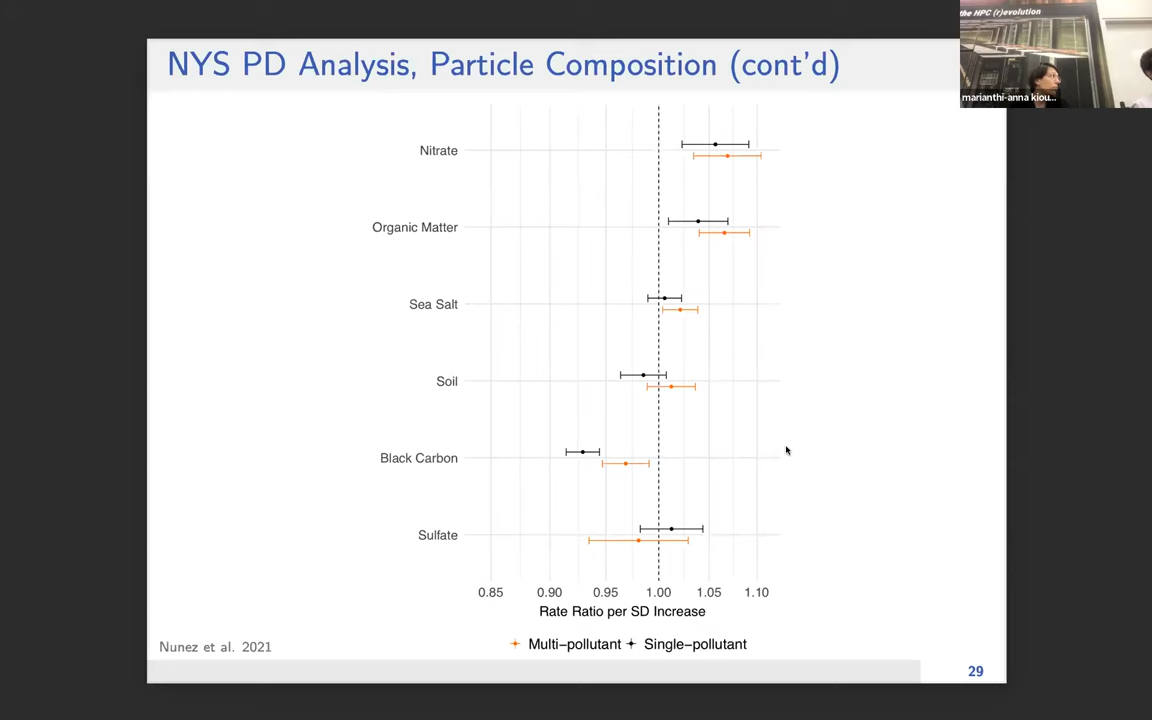 NYS PD Analysis, Particle Composition (cont'd)
the HPC (r)evolution
marianthi-anna kiou...
Nitrate
Organic Matter
Sea Salt
Soil
Black Carbon
Sulfate
0.85 0.90 0.95 1.00 1.05 1.10
Rate Ratio per SD Increase
Multi−pollutant Single−pollutant
Nunez et al. 2021
29